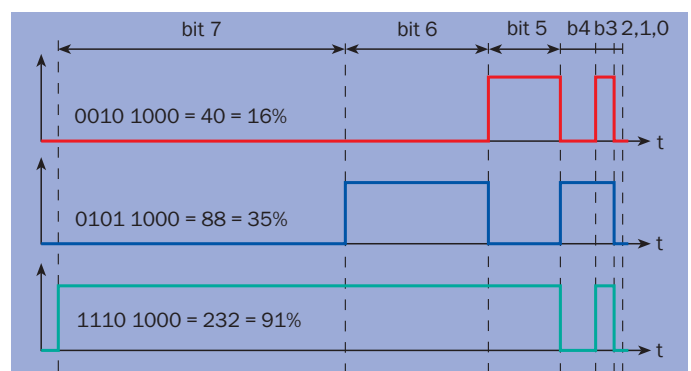 bit 7 bit 6 bit 5 b4 b3 2,1,0
0010 1000 = 40 = 16%
t
0101 1000 = 88 = 35%
t
1110 1000 = 232 = 91%
t